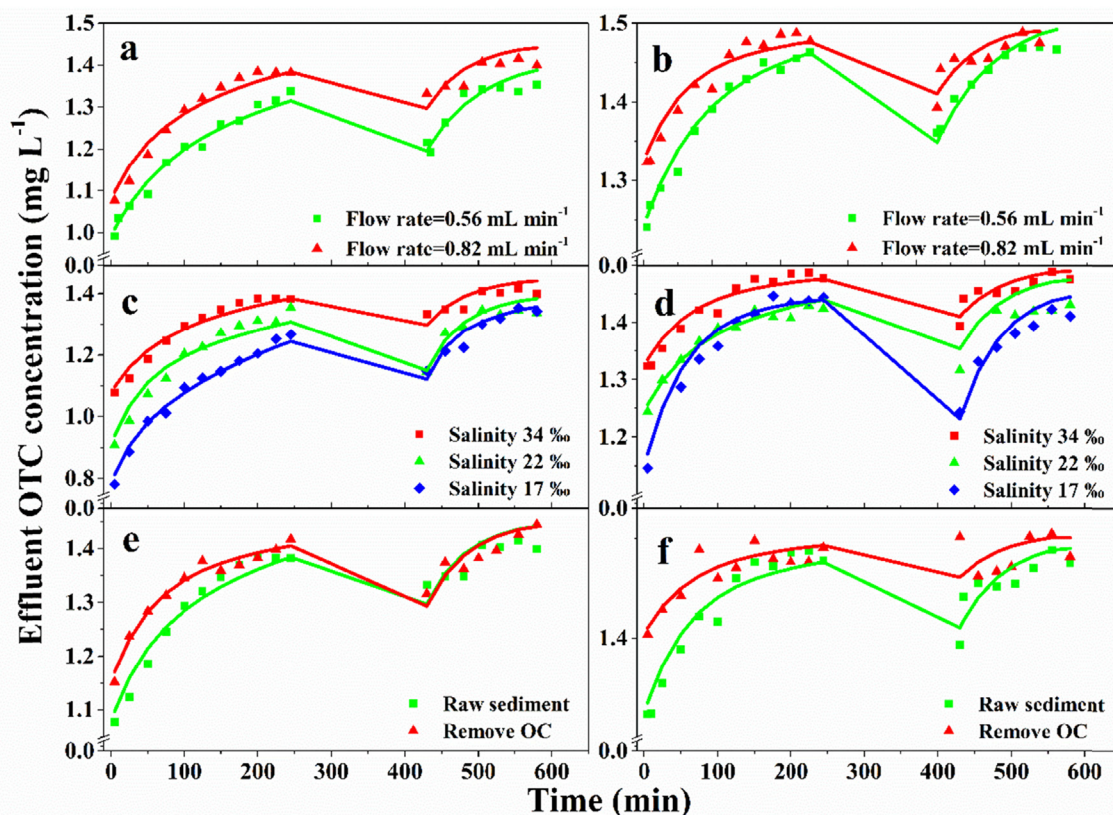 Effluent OTC concentration (mg L⁻¹)
a
1.5
1.4
1.3
1.2
1.1
1.0
0.0
Flow rate=0.56 mL min⁻¹
Flow rate=0.82 mL min⁻¹
b
1.5
1.4
1.3
0.0
Flow rate=0.56 mL min⁻¹
Flow rate=0.82 mL min⁻¹
c
1.4
1.2
1.0
0.8
0.0
Salinity 34 ‰
Salinity 22 ‰
Salinity 17 ‰
d
1.4
1.3
1.2
0.0
Salinity 34 ‰
Salinity 22 ‰
Salinity 17 ‰
e
1.4
1.3
1.2
1.1
0.0
Raw sediment
Remove OC
f
1.4
0.0
Raw sediment
Remove OC
0 100 200 300 400 500 600
0 100 200 300 400 500 600
Time (min)